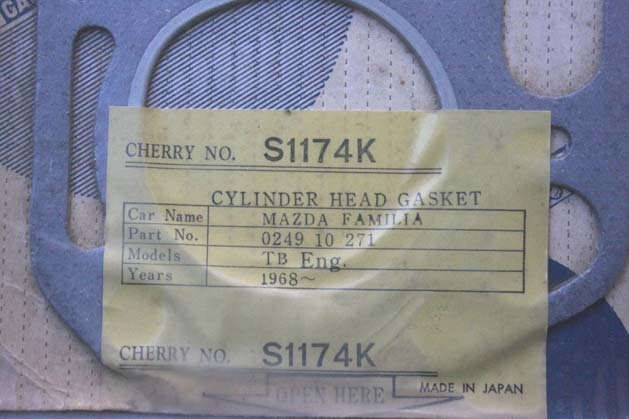 GA
CHERRY NO. S1174K
CYLINDER HEAD GASKET
Car Name MAZDA FAMILIA
Part No. 0249 10 271
Models TB Eng.
Years 1968~
CHERRY NO. S1174K
OPEN HERE
MADE IN JAPAN